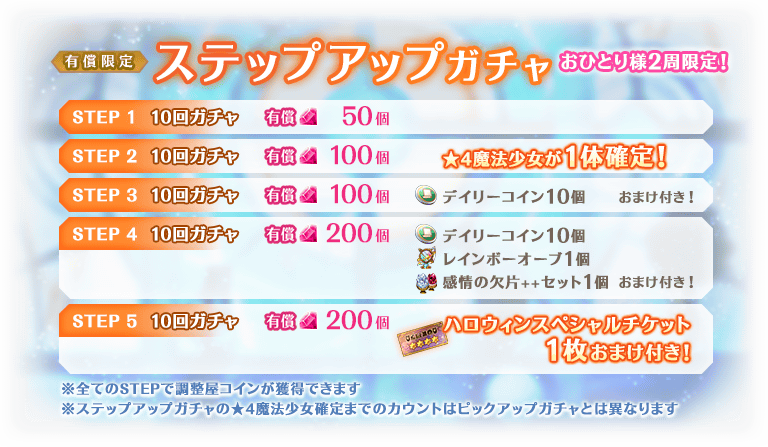 有償限定 ステップアップガチャ おひとり様2周限定!
STEP 1 10回ガチャ 有償 50個
STEP 2 10回ガチャ 有償 100個 ★4魔法少女が1体確定!
STEP 3 10回ガチャ 有償 100個 デイリーコイン10個 おまけ付き!
STEP 4 10回ガチャ 有償 200個 デイリーコイン10個
レインボーオーブ1個
感情の欠片++セット1個 おまけ付き!
STEP 5 10回ガチャ 有償 200個 ハロウィンスペシャルチケット
1枚おまけ付き!
※全てのSTEPで調整屋コインが獲得できます
※ステップアップガチャの★4魔法少女確定までのカウントはピックアップガチャとは異なります